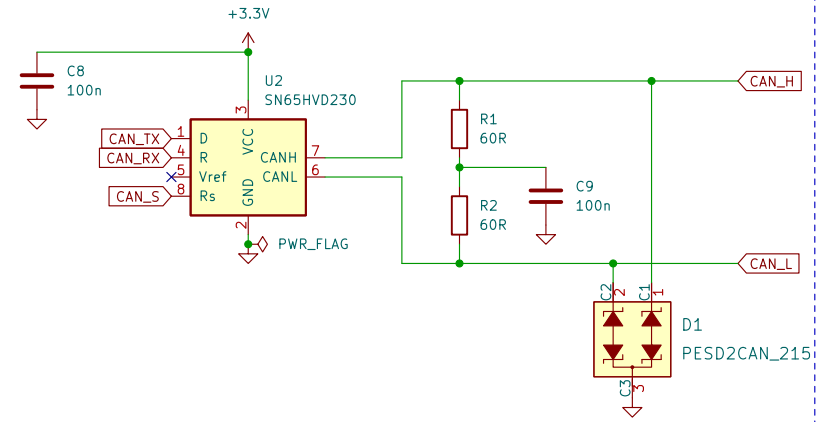 +3.3V
C8
100n
U2
SN65HVD230
3
VCC
CAN_TX 1 D
CAN_RX 4 R
5 Vref
CAN_S 8 Rs
CANH 7
CANL 6
GND
2
PWR_FLAG
R1
60R
C9
100n
R2
60R
CAN_H
CAN_L
C2 2 C1 1
D1
PESD2CAN_215
C3 3